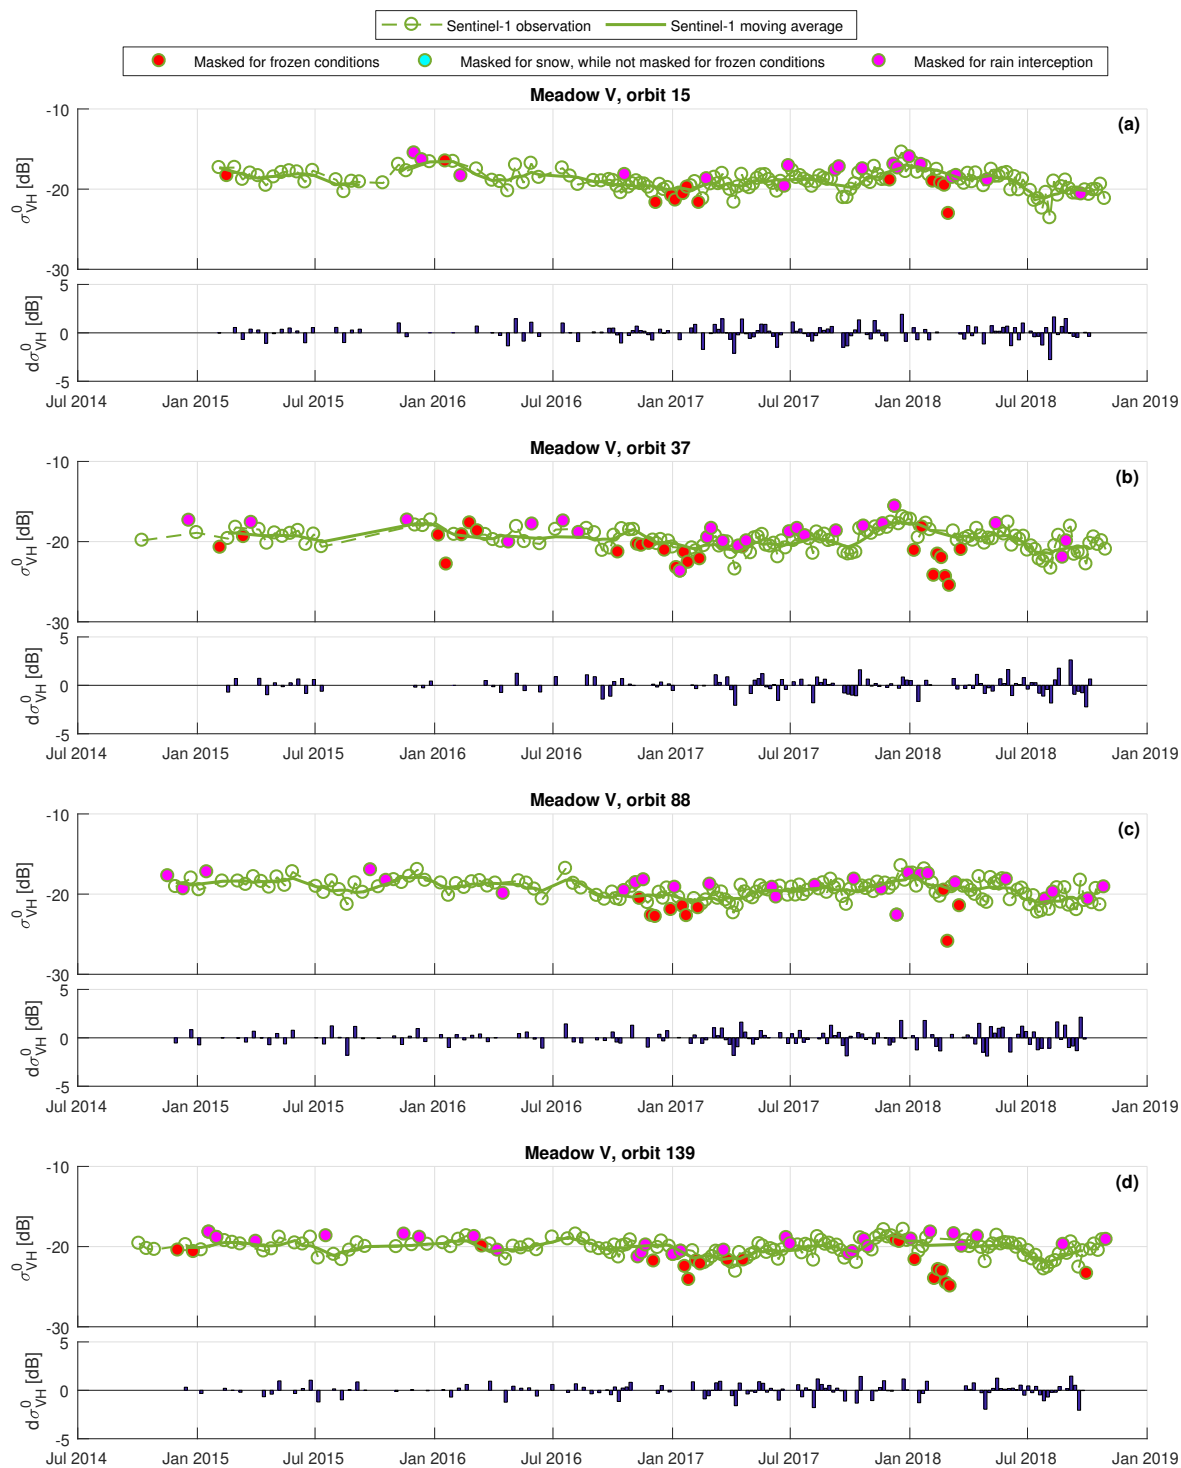 Sentinel-1 observation Sentinel-1 moving average
Masked for frozen conditions Masked for snow, while not masked for frozen conditions Masked for rain interception
Meadow V, orbit 15
(a)
-10
-20
-30
σ⁰VH [dB]
5
0
-5
dσ⁰VH [dB]
Jul 2014 Jan 2015 Jul 2015 Jan 2016 Jul 2016 Jan 2017 Jul 2017 Jan 2018 Jul 2018 Jan 2019
Meadow V, orbit 37
(b)
-10
-20
-30
σ⁰VH [dB]
5
0
-5
dσ⁰VH [dB]
Jul 2014 Jan 2015 Jul 2015 Jan 2016 Jul 2016 Jan 2017 Jul 2017 Jan 2018 Jul 2018 Jan 2019
Meadow V, orbit 88
(c)
-10
-20
-30
σ⁰VH [dB]
5
0
-5
dσ⁰VH [dB]
Jul 2014 Jan 2015 Jul 2015 Jan 2016 Jul 2016 Jan 2017 Jul 2017 Jan 2018 Jul 2018 Jan 2019
Meadow V, orbit 139
(d)
-10
-20
-30
σ⁰VH [dB]
5
0
-5
dσ⁰VH [dB]
Jul 2014 Jan 2015 Jul 2015 Jan 2016 Jul 2016 Jan 2017 Jul 2017 Jan 2018 Jul 2018 Jan 2019